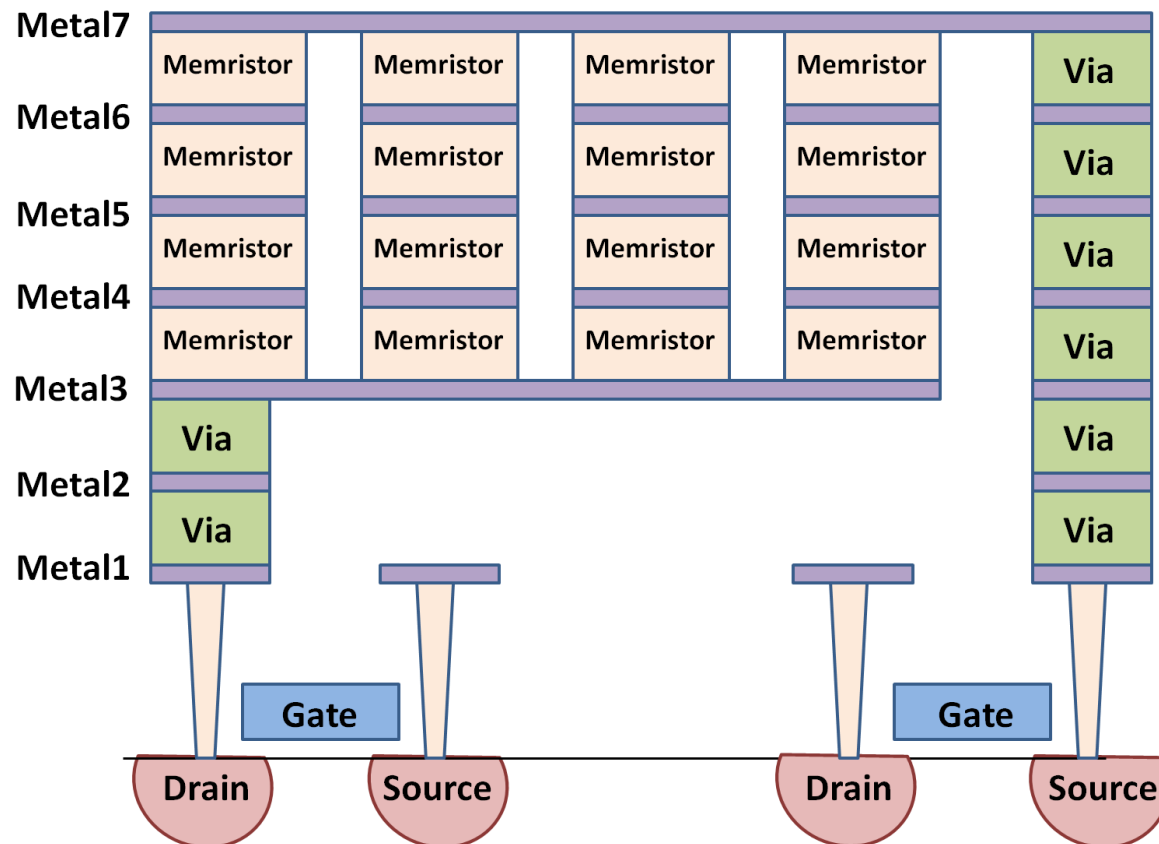 Metal7
Memristor Memristor Memristor Memristor Via
Metal6
Memristor Memristor Memristor Memristor Via
Metal5
Memristor Memristor Memristor Memristor Via
Metal4
Memristor Memristor Memristor Memristor Via
Metal3
Via Via
Metal2
Via Via
Metal1
Gate Gate
Drain Source Drain Source